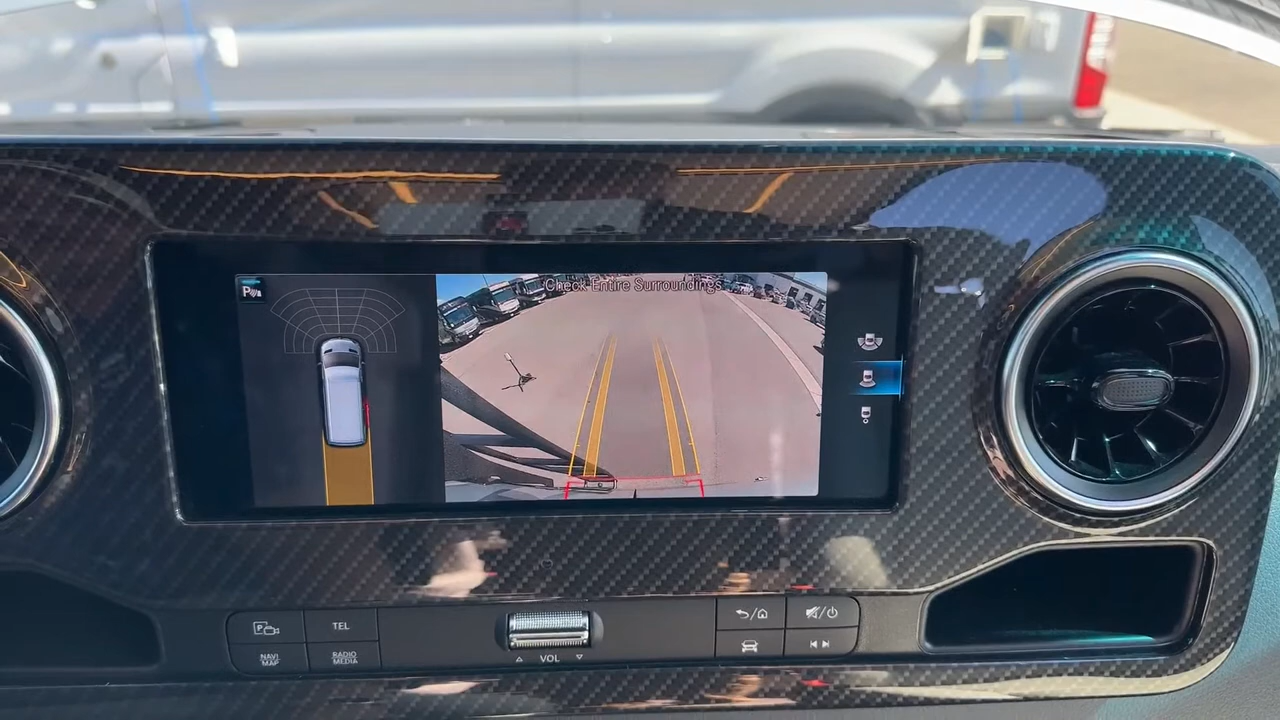 Check Entire Surroundings
P
P
TEL
NAVI
MAP
RADIO
MEDIA
VOL